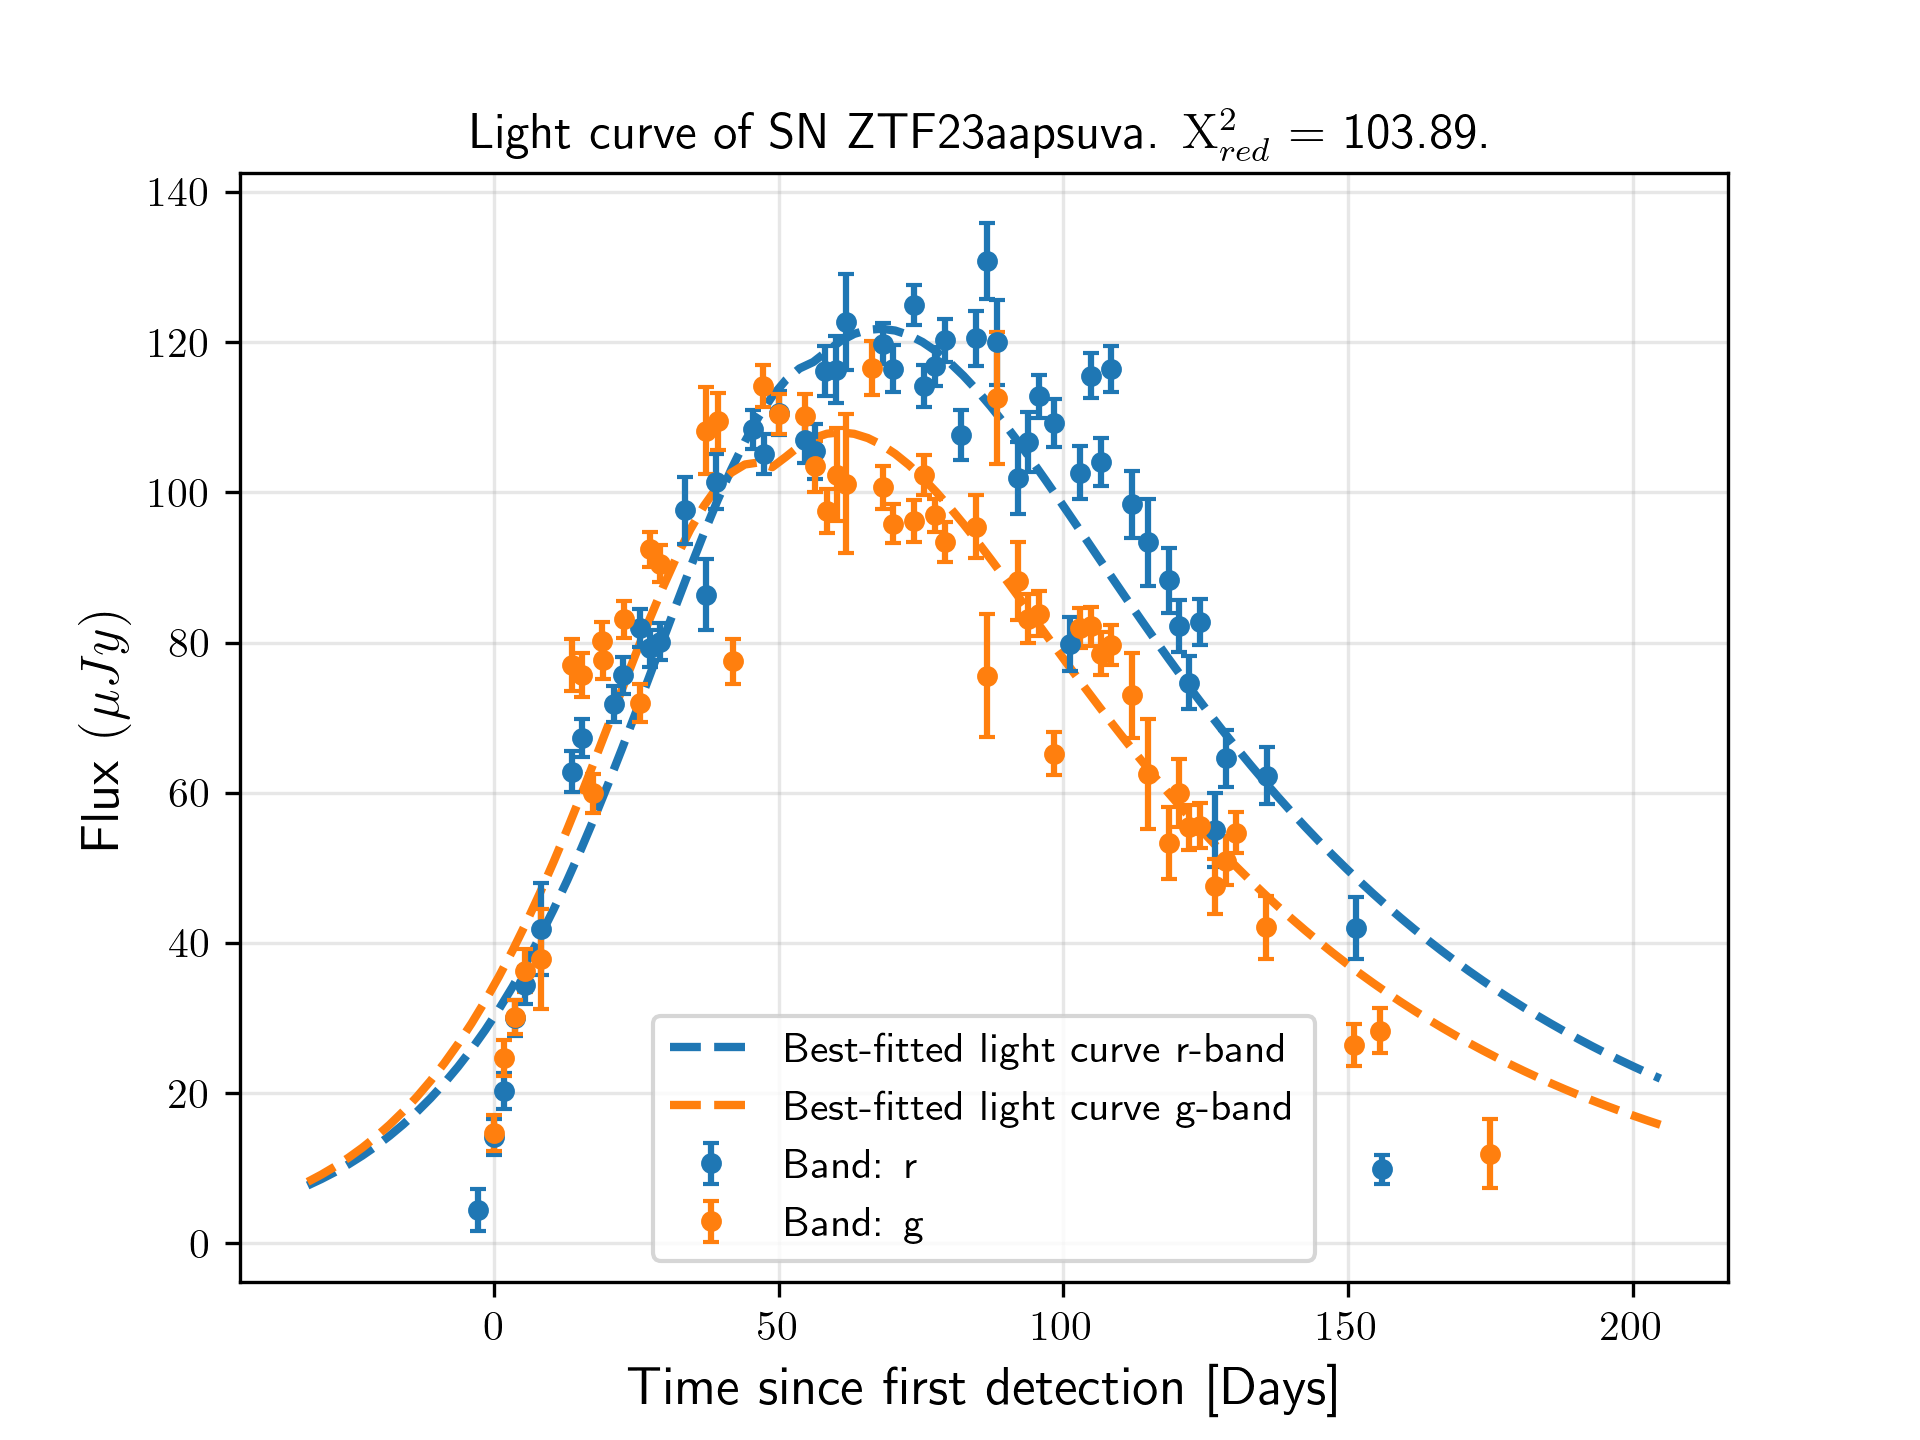 Light curve of SN ZTF23aapsuva. X²_red = 103.89.
140
120
100
80
60
40
20
0
Flux (μJy)
Best-fitted light curve r-band
Best-fitted light curve g-band
Band: r
Band: g
0 50 100 150 200
Time since first detection [Days]